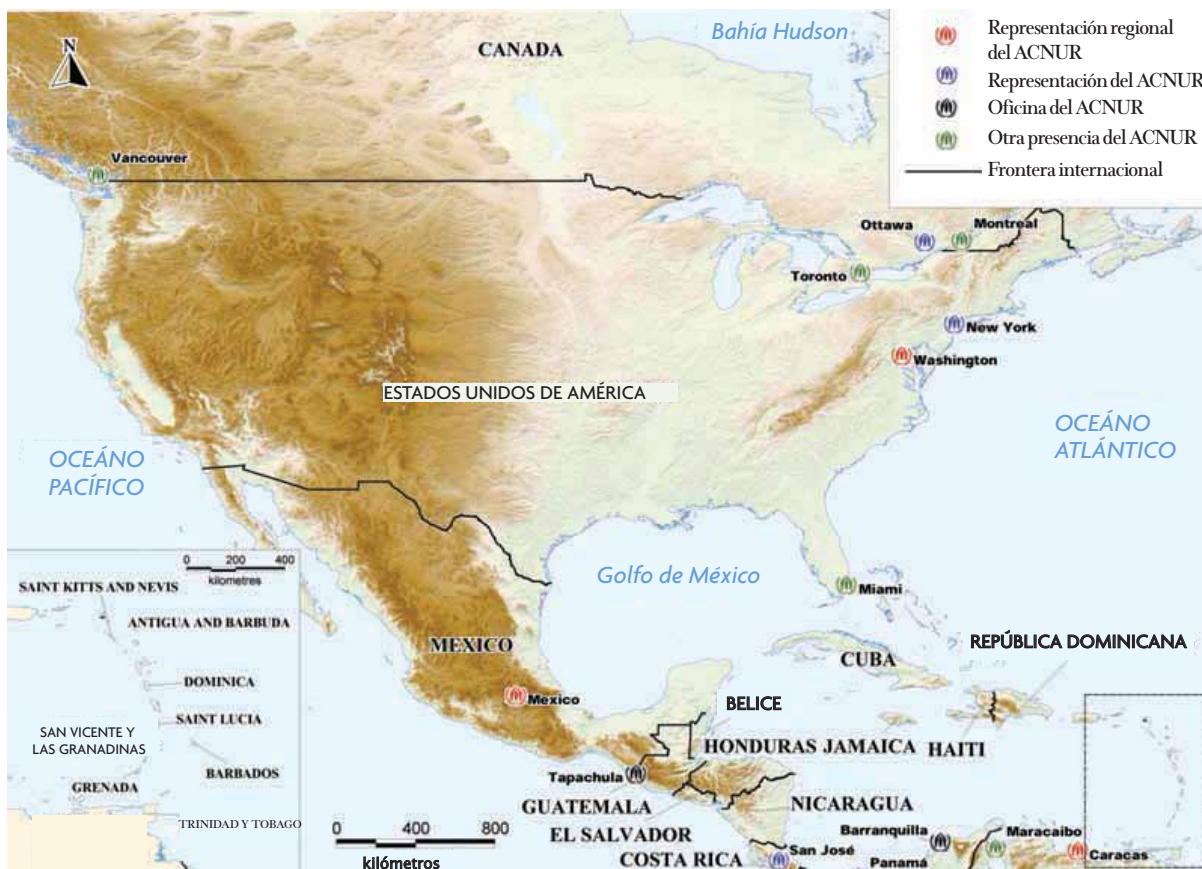 Bahía Hudson
CANADA
N
Representación regional
del ACNUR
Representación del ACNUR
Oficina del ACNUR
Otra presencia del ACNUR
Frontera internacional
Vancouver
Ottawa
Montreal
Toronto
New York
Washington
ESTADOS UNIDOS DE AMÉRICA
OCEÁNO
ATLÁNTICO
OCEÁNO
PACÍFICO
Golfo de México
Miami
0 200 400
kilometres
SAINT KITTS AND NEVIS
ANTIGUA AND BARBUDA
DOMINICA
SAINT LUCIA
SAN VICENTE Y
LAS GRANADINAS
BARBADOS
GRENADA
TRINIDAD Y TOBAGO
MEXICO
Mexico
CUBA
REPÚBLICA DOMINICANA
BELICE
HONDURAS JAMAICA HAITI
Tapachula
GUATEMALA
NICARAGUA
EL SALVADOR
COSTA RICA
San José
Barranquilla
Maracaibo
Panamá
Caracas
0 400 800
kilómetros